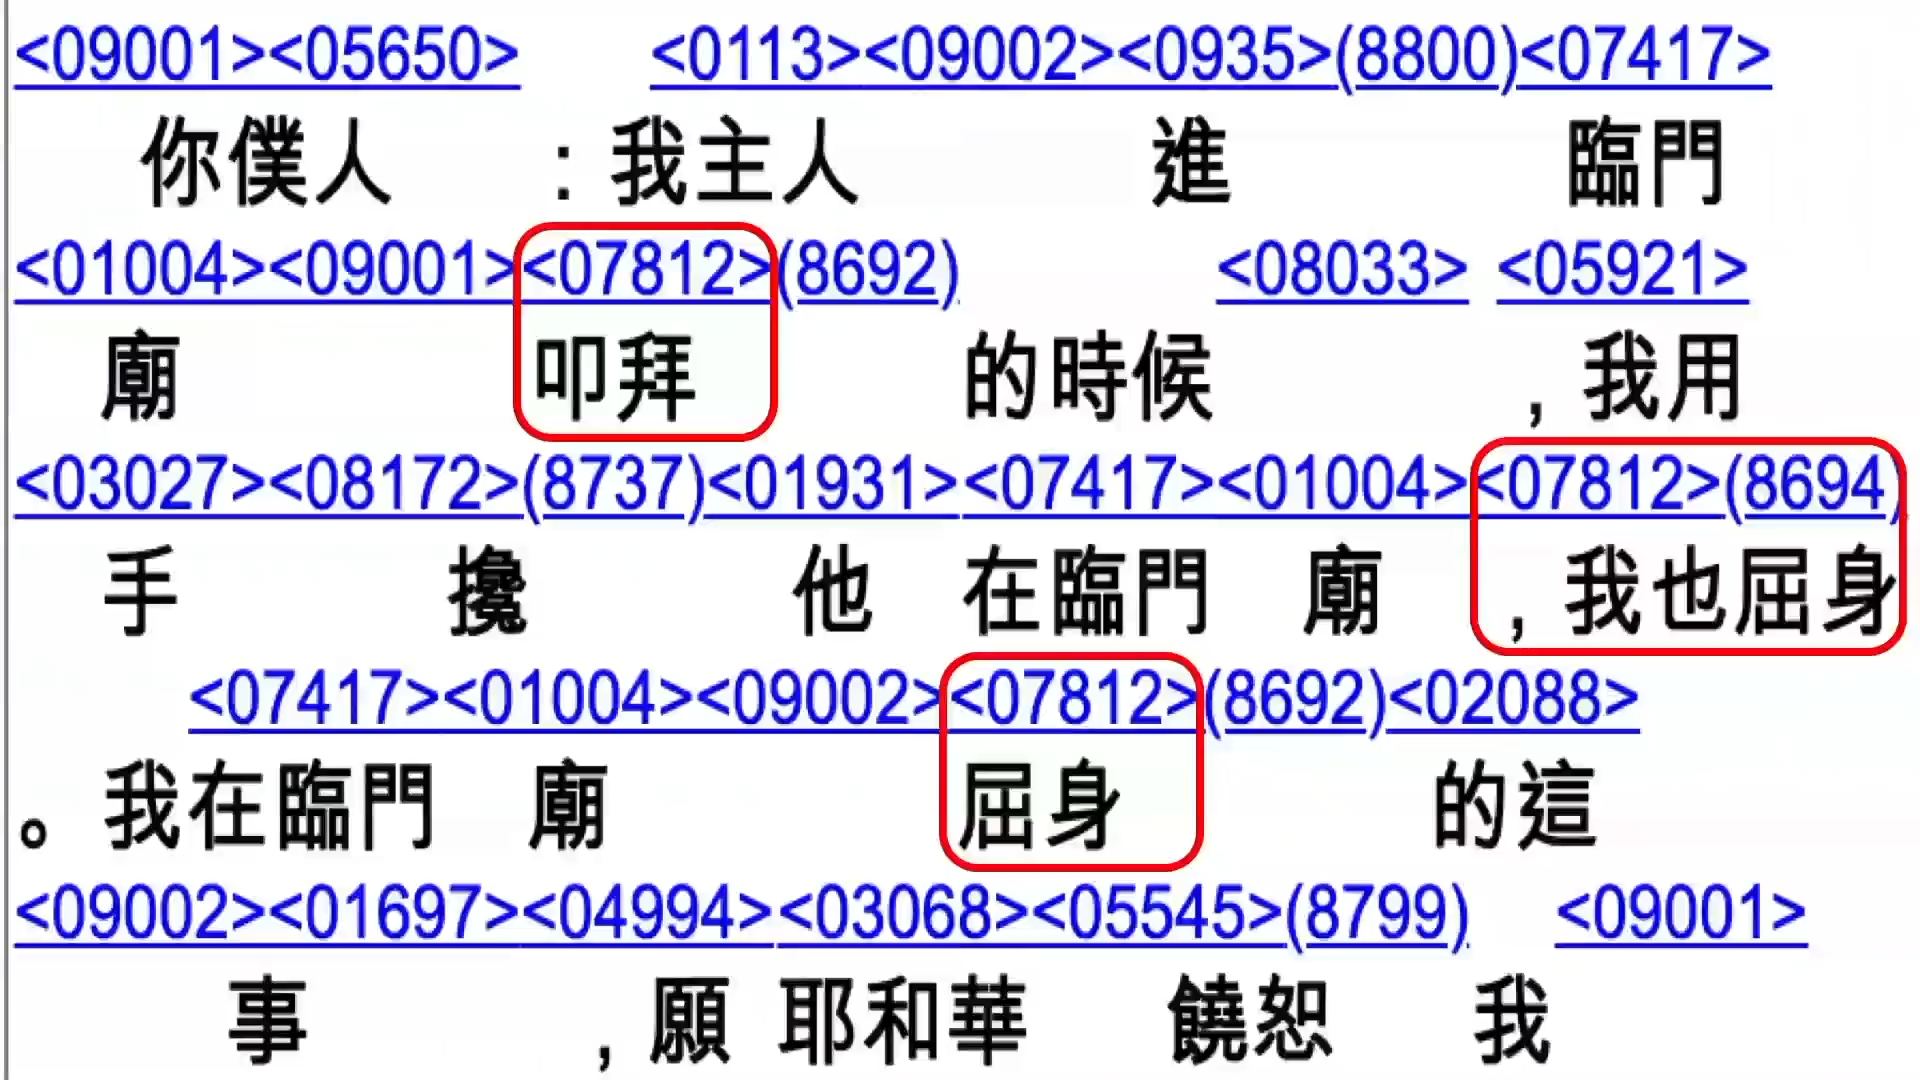 <09001><05650> <0113><09002><0935>(8800)<07417>
你僕人 : 我主人 進 臨門
<01004><09001><07812>(8692) <08033> <05921>
廟 叩拜 的時候 , 我用
<03027><08172>(8737)<01931><07417><01004><07812>(8694)
手 攙 他 在臨門 廟 , 我也屈身
<07417><01004><09002><07812>(8692)<02088>
。我在臨門 廟 屈身 的這
<09002><01697><04994><03068><05545>(8799) <09001>
事 , 願 耶和華 饒恕 我